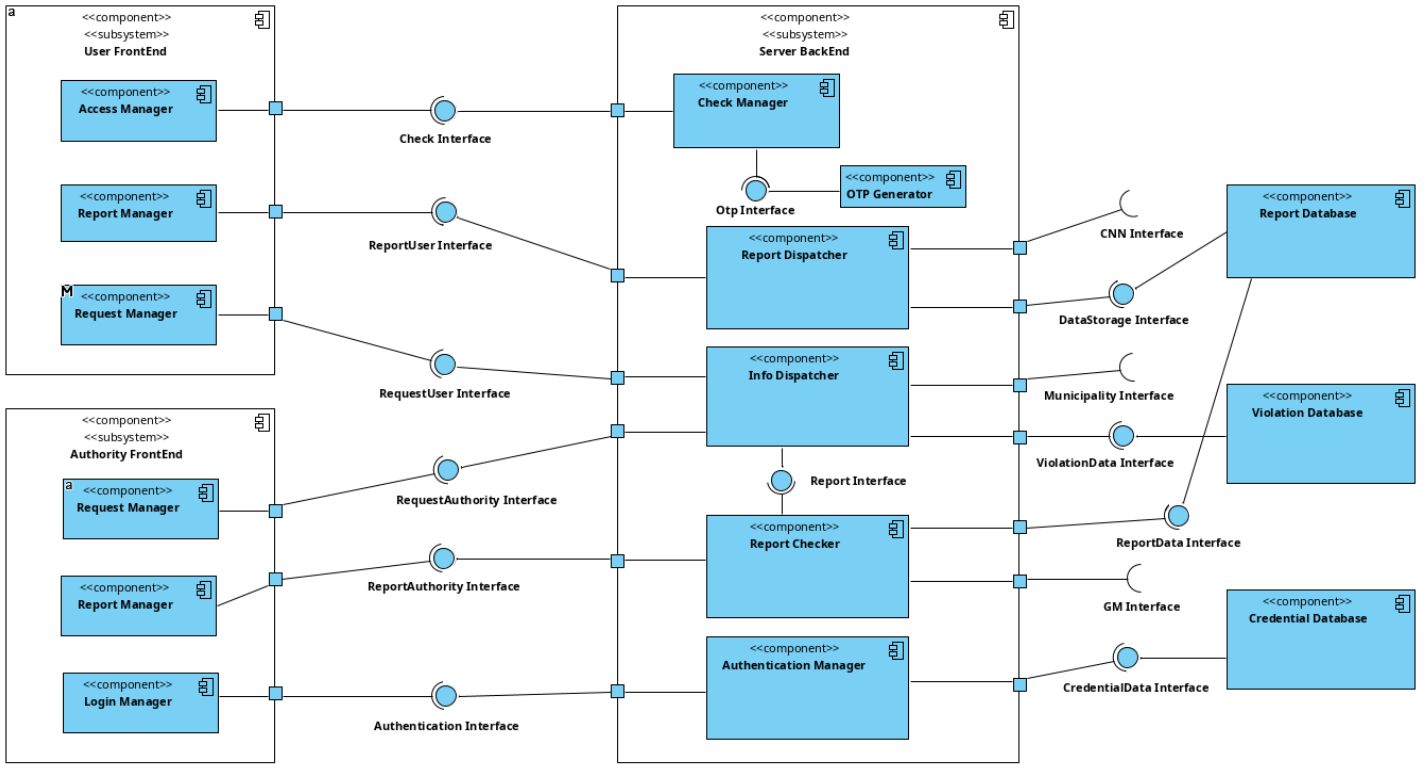 a
<<component>>
<<subsystem>>
User FrontEnd
<<component>>
Access Manager
<<component>>
Report Manager
M
<<component>>
Request Manager
<<component>>
<<subsystem>>
Authority FrontEnd
a
<<component>>
Request Manager
<<component>>
Report Manager
<<component>>
Login Manager
Check Interface
ReportUser Interface
RequestUser Interface
RequestAuthority Interface
ReportAuthority Interface
Authentication Interface
<<component>>
<<subsystem>>
Server BackEnd
<<component>>
Check Manager
<<component>>
OTP Generator
Otp Interface
<<component>>
Report Dispatcher
<<component>>
Info Dispatcher
Report Interface
<<component>>
Report Checker
<<component>>
Authentication Manager
CNN Interface
DataStorage Interface
Municipality Interface
ViolationData Interface
ReportData Interface
GM Interface
CredentialData Interface
<<component>>
Report Database
<<component>>
Violation Database
<<component>>
Credential Database